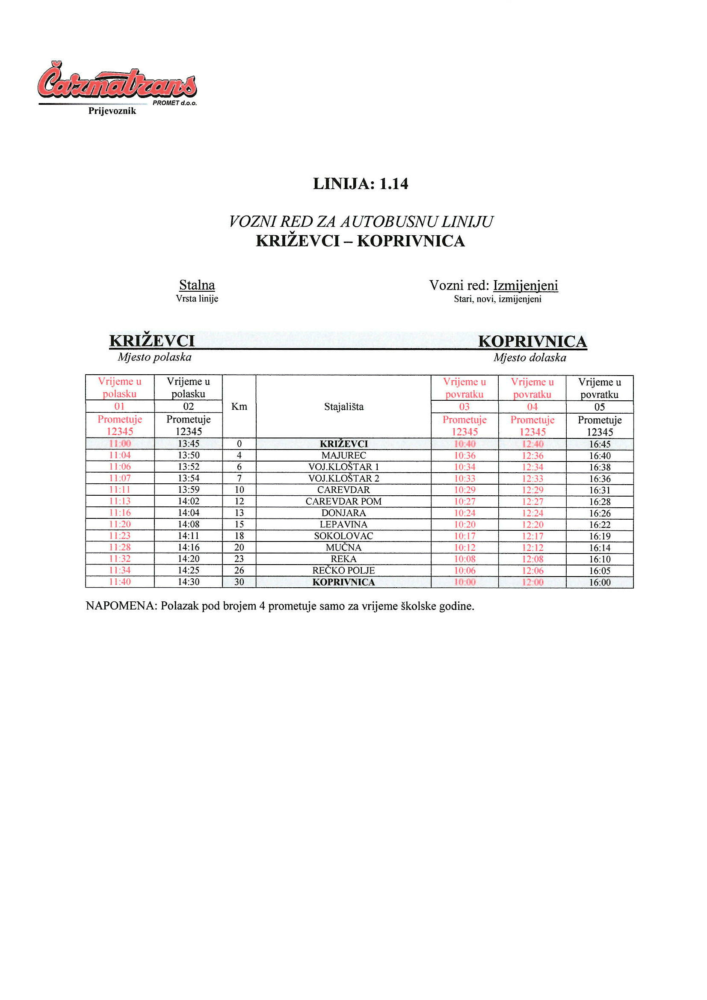 Čazmatrans
PROMET d.o.o.
Prijevoznik
LINIJA: 1.14
VOZNI RED ZA AUTOBUSNU LINIJU
KRIŽEVCI – KOPRIVNICA
Stalna Vozni red: Izmijenjeni
Vrsta linije Stari, novi, izmijenjeni
KRIŽEVCI KOPRIVNICA
Mjesto polaska Mjesto dolaska
Vrijeme u Vrijeme u Vrijeme u Vrijeme u Vrijeme u
polasku polasku povratku povratku povratku
01 02 Km Stajališta 03 04 05
Prometuje Prometuje Prometuje Prometuje Prometuje
12345 12345 12345 12345 12345
11:00 13:45 0 KRIŽEVCI 10:40 12:40 16:45
11:04 13:50 4 MAJUREC 10:36 12:36 16:40
11:06 13:52 6 VOJ.KLOŠTAR 1 10:34 12:34 16:38
11:07 13:54 7 VOJ.KLOŠTAR 2 10:33 12:33 16:36
11:11 13:59 10 CAREVDAR 10:29 12:29 16:31
11:13 14:02 12 CAREVDAR POM 10:27 12:27 16:28
11:16 14:04 13 DONJARA 10:24 12:24 16:26
11:20 14:08 15 LEPAVINA 10:20 12:20 16:22
11:23 14:11 18 SOKOLOVAC 10:17 12:17 16:19
11:28 14:16 20 MUČNA 10:12 12:12 16:14
11:32 14:20 23 REKA 10:08 12:08 16:10
11:34 14:25 26 REČKO POLJE 10:06 12:06 16:05
11:40 14:30 30 KOPRIVNICA 10:00 12:00 16:00
NAPOMENA: Polazak pod brojem 4 prometuje samo za vrijeme školske godine.